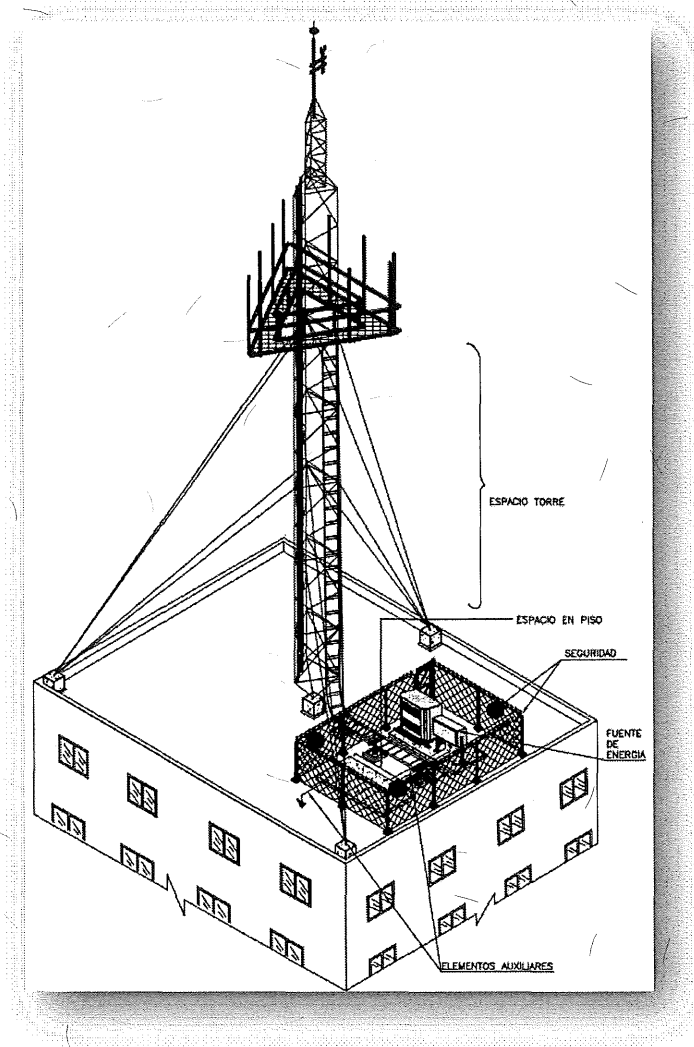 ESPACIO TORRE
ESPACIO EN PISO
SEGURIDAD
FUENTE
DE
ENERGIA
ELEMENTOS AUXILIARES